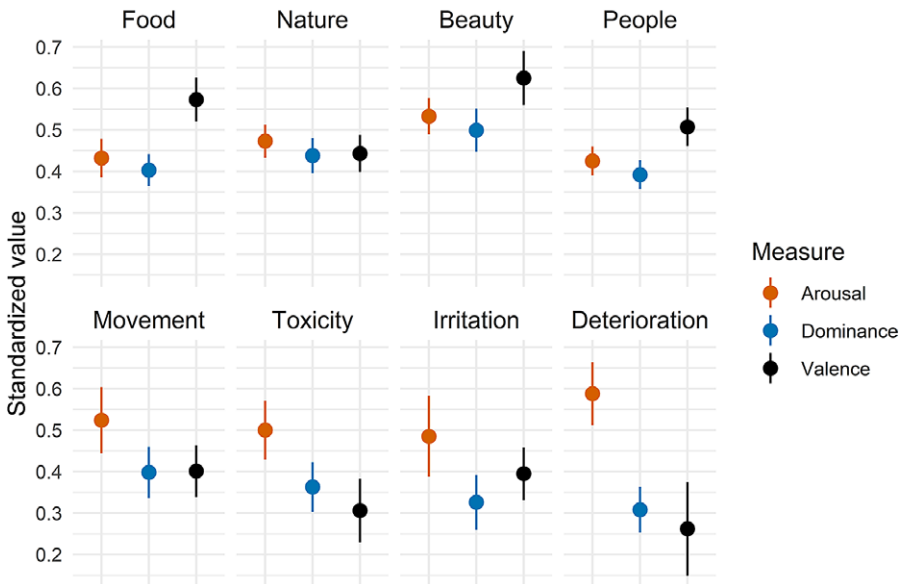 Food Nature Beauty People
0.7
0.6
0.5
0.4
0.3
0.2
Movement Toxicity Irritation Deterioration
0.7
0.6
0.5
0.4
0.3
0.2
Standardized value
Measure
Arousal
Dominance
Valence